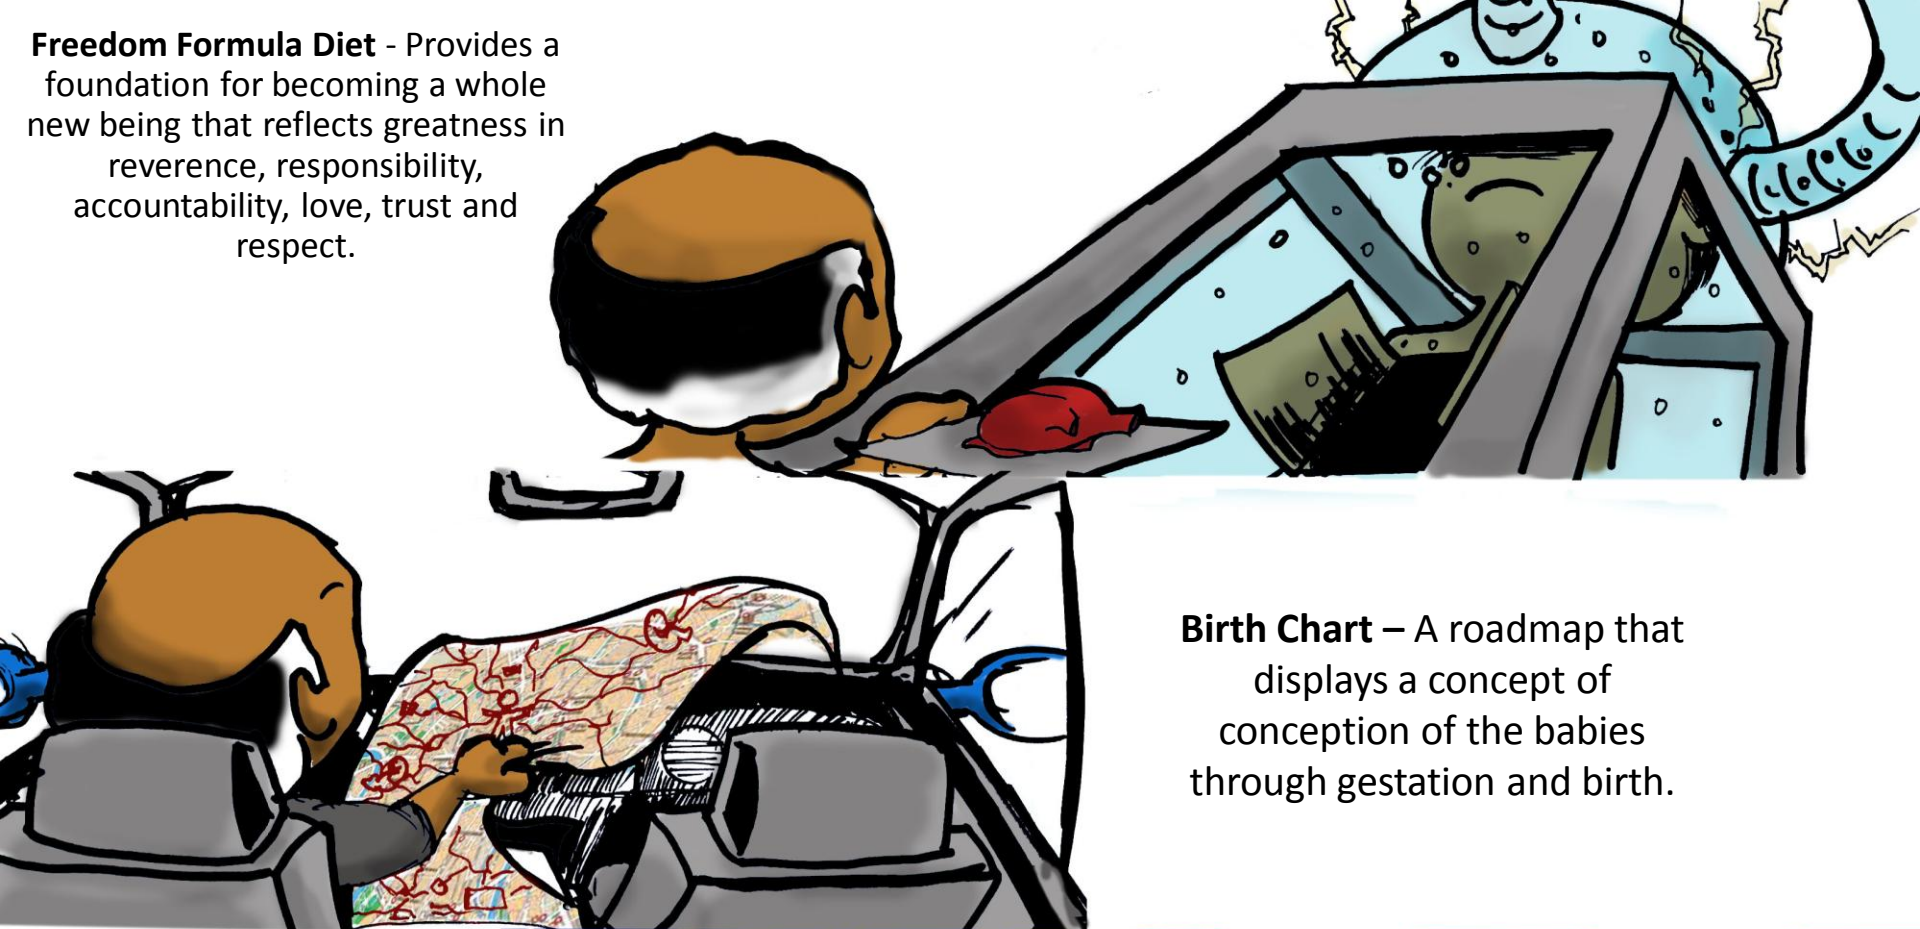 Freedom Formula Diet - Provides a
foundation for becoming a whole
new being that reflects greatness in
reverence, responsibility,
accountability, love, trust and
respect.
Birth Chart – A roadmap that
displays a concept of
conception of the babies
through gestation and birth.